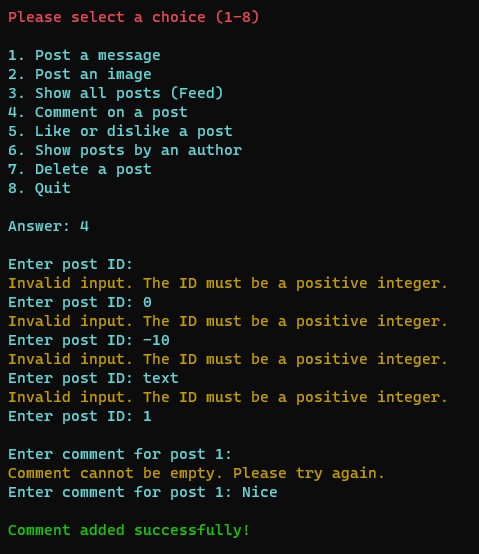 Please select a choice (1-8)
1. Post a message
2. Post an image
3. Show all posts (Feed)
4. Comment on a post
5. Like or dislike a post
6. Show posts by an author
7. Delete a post
8. Quit
Answer: 4
Enter post ID:
Invalid input. The ID must be a positive integer.
Enter post ID: 0
Invalid input. The ID must be a positive integer.
Enter post ID: -10
Invalid input. The ID must be a positive integer.
Enter post ID: text
Invalid input. The ID must be a positive integer.
Enter post ID: 1
Enter comment for post 1:
Comment cannot be empty. Please try again.
Enter comment for post 1: Nice
Comment added successfully!